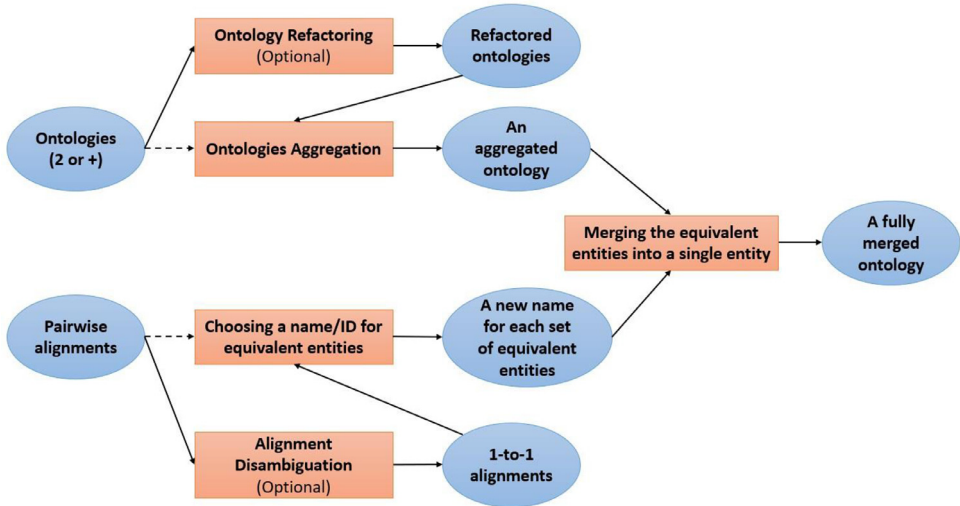 Ontology Refactoring
(Optional)
Refactored
ontologies
Ontologies
(2 or +)
Ontologies Aggregation
An
aggregated
ontology
Merging the equivalent
entities into a single entity
A fully
merged
ontology
Pairwise
alignments
Choosing a name/ID for
equivalent entities
A new name
for each set
of equivalent
entities
Alignment
Disambiguation
(Optional)
1-to-1
alignments